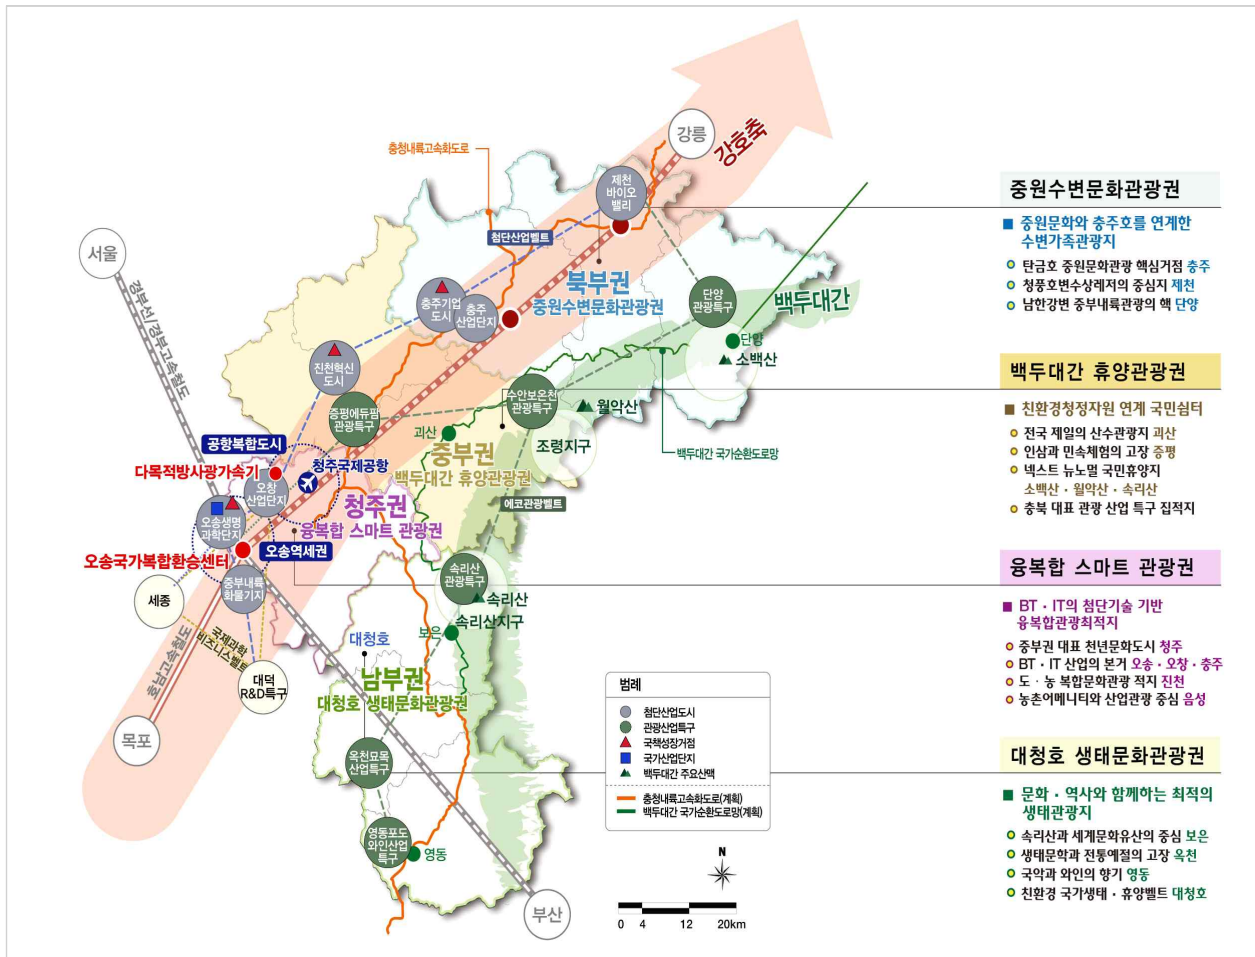 강릉
강호축
충청내륙고속화도로
제천
바이오
밸리
서울
경부선/경부고속철도
첨단산업벨트
북부권
중원수변문화관광권
충주기업
도시
충주
산업단지
단양
관광특구
백두대간
단양
소백산
진천혁신
도시
증평에듀팜
관광특구
수안보온천
관광특구
월악산
괴산
조령지구
백두대간 국가순환도로망
중부권
백두대간 휴양관광권
공항복합도시
청주국제공항
다목적방사광가속기
오창
산업단지
청주권
융복합 스마트 관광권
에코관광벨트
오송생명
과학단지
오송역세권
오송국가복합환승센터
중부내륙
화물기지
속리산
관광특구
속리산
속리산지구
보은
세종
국제과학
비즈니스벨트
호남고속철도
대덕
R&D특구
대청호
남부권
대청호 생태문화관광권
목포
옥천묘목
산업특구
영동포도
와인산업
특구
영동
부산
범례
첨단산업도시
관광산업특구
국책성장거점
국가산업단지
백두대간 주요산맥
충청내륙고속화도로(계획)
백두대간 국가순환도로망(계획)
N
0 4 12 20km
중원수변문화관광권
중원문화와 충주호를 연계한
수변가족관광지
탄금호 중원문화관광 핵심거점 충주
청풍호변수상레저의 중심지 제천
남한강변 중부내륙관광의 핵 단양
백두대간 휴양관광권
친환경청정자원 연계 국민쉼터
전국 제일의 산수관광지 괴산
인삼과 민속체험의 고장 증평
넥스트 뉴노멀 국민휴양지
소백산・월악산・속리산
충북 대표 관광 산업 특구 집적지
융복합 스마트 관광권
BT・IT의 첨단기술 기반
융복합관광최적지
중부권 대표 천년문화도시 청주
BT・IT 산업의 본거 오송・오창・충주
도・농 복합문화관광 적지 진천
농촌어메니티와 산업관광 중심 음성
대청호 생태문화관광권
문화・역사와 함께하는 최적의
생태관광지
속리산과 세계문화유산의 중심 보은
생태문학과 전통예절의 고장 옥천
국악과 와인의 향기 영동
친환경 국가생태・휴양벨트 대청호